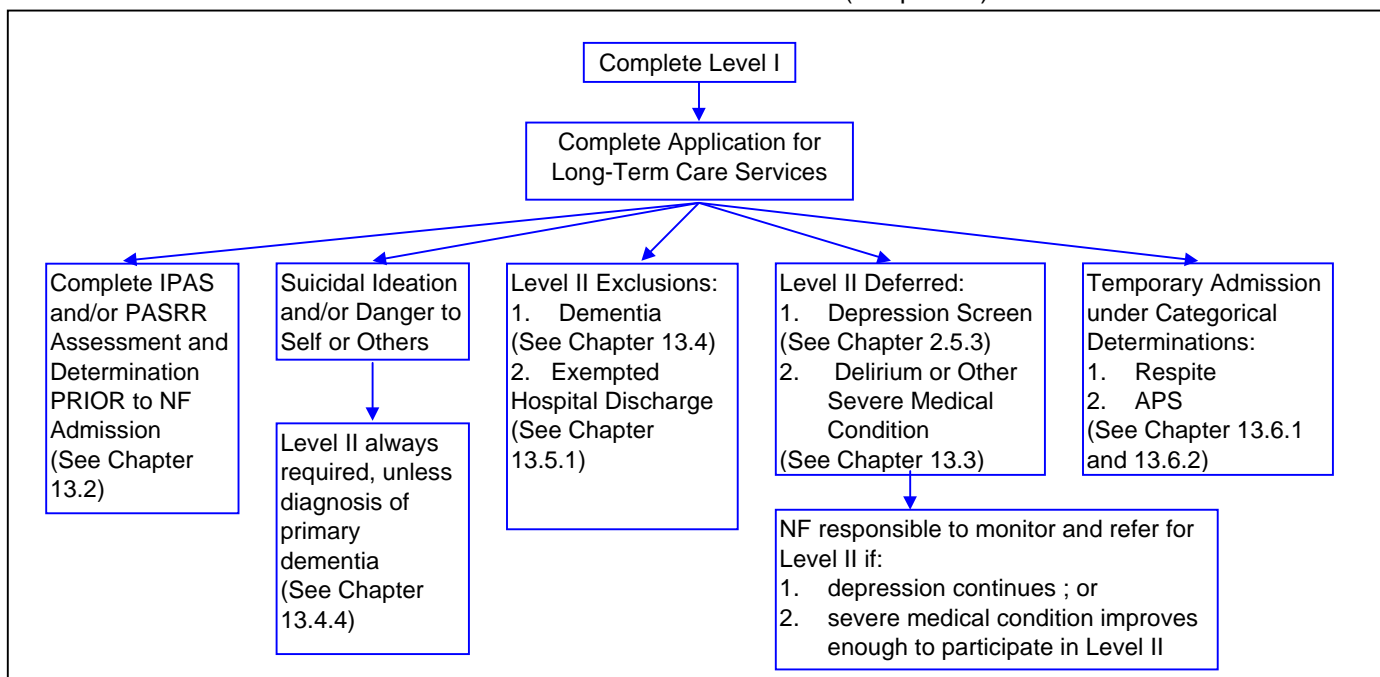 Complete Level I
Complete Application for
Long-Term Care Services
Complete IPAS
and/or PASRR
Assessment and
Determination
PRIOR to NF
Admission
(See Chapter
13.2)
Suicidal Ideation
and/or Danger to
Self or Others
Level II always
required, unless
diagnosis of
primary
dementia
(See Chapter
13.4.4)
Level II Exclusions:
1. Dementia
(See Chapter 13.4)
2. Exempted
Hospital Discharge
(See Chapter
13.5.1)
Level II Deferred:
1. Depression Screen
(See Chapter 2.5.3)
2. Delirium or Other
Severe Medical
Condition
(See Chapter 13.3)
NF responsible to monitor and refer for
Level II if:
1. depression continues ; or
2. severe medical condition improves
enough to participate in Level II
Temporary Admission
under Categorical
Determinations:
1. Respite
2. APS
(See Chapter 13.6.1
and 13.6.2)